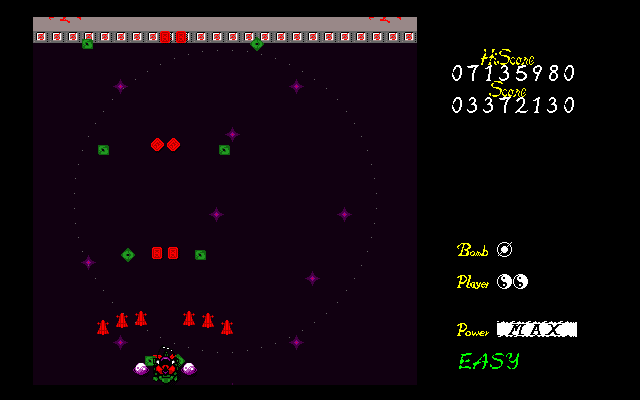 HiScore
07135980
Score
03372130
Bomb
Player
Power MAX
EASY